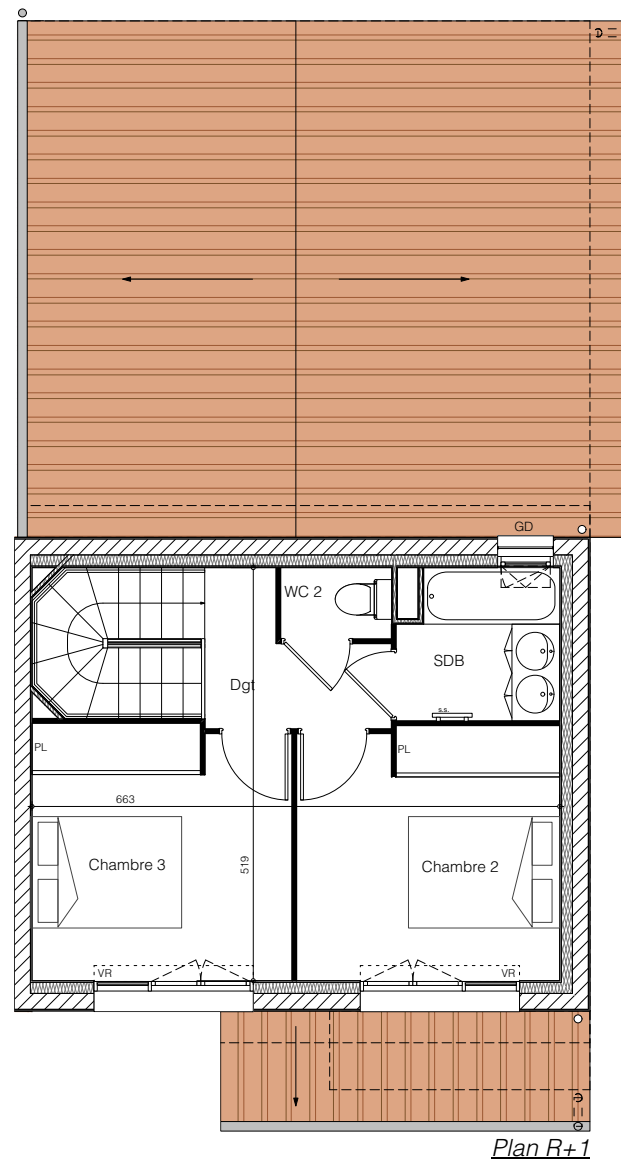 GD
WC 2
SDB
Dgt
s.s.
PL
PL
663
519
Chambre 3
Chambre 2
VR
VR
Plan R+1